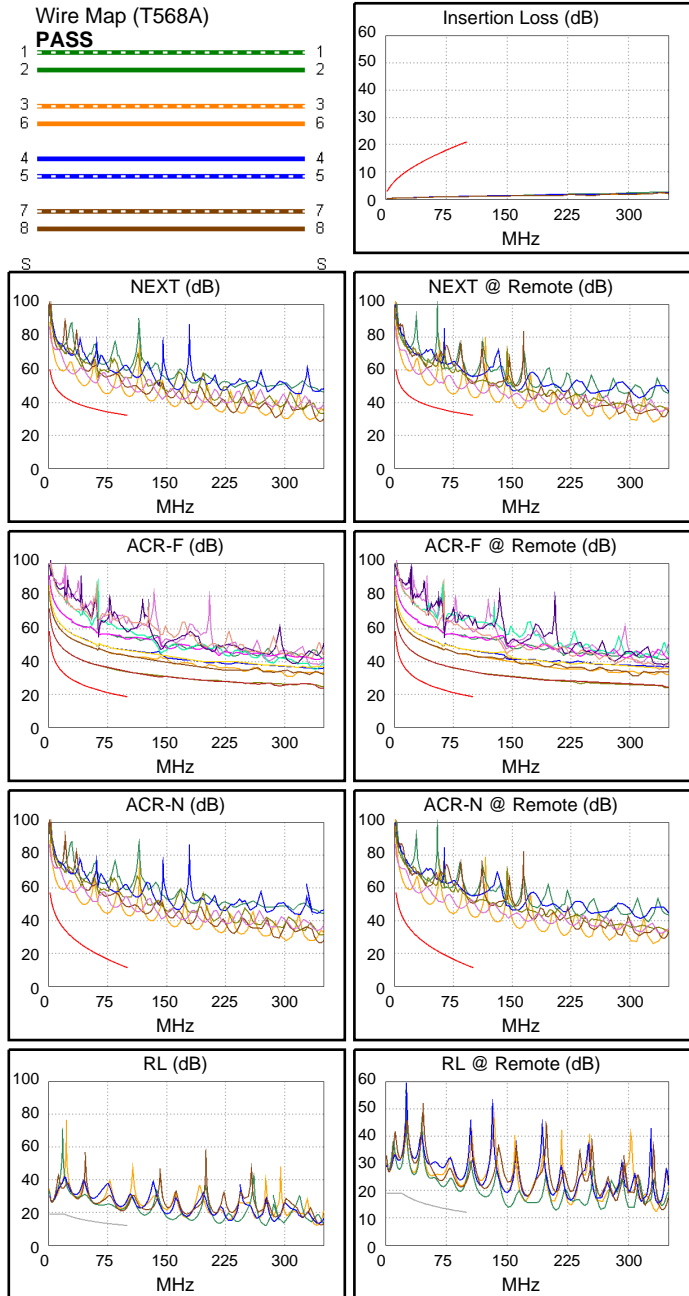 Wire Map (T568A)
PASS
1 1
2 2
3 3
6 6
4 4
5 5
7 7
8 8
S S
Insertion Loss (dB)
60
50
40
30
20
10
0
0 75 150 225 300
MHz
NEXT (dB)
100
80
60
40
20
0
0 75 150 225 300
MHz
NEXT @ Remote (dB)
100
80
60
40
20
0
0 75 150 225 300
MHz
ACR-F (dB)
100
80
60
40
20
0
0 75 150 225 300
MHz
ACR-F @ Remote (dB)
100
80
60
40
20
0
0 75 150 225 300
MHz
ACR-N (dB)
100
80
60
40
20
0
0 75 150 225 300
MHz
ACR-N @ Remote (dB)
100
80
60
40
20
0
0 75 150 225 300
MHz
RL (dB)
100
80
60
40
20
0
0 75 150 225 300
MHz
RL @ Remote (dB)
60
50
40
30
20
10
0
0 75 150 225 300
MHz